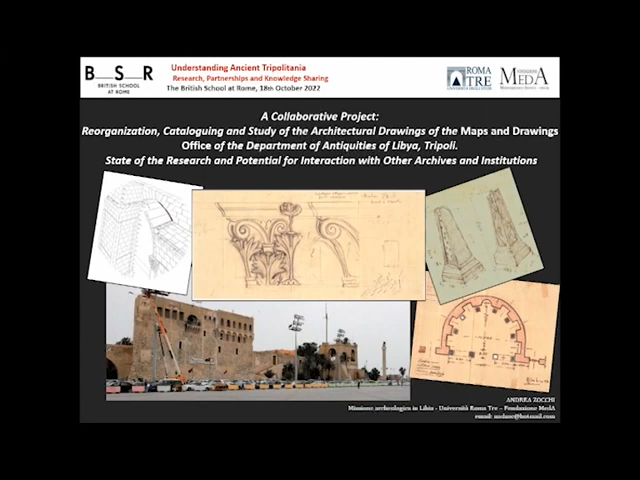 B S R
BRITISH SCHOOL
AT ROME
Understanding Ancient Tripolitania
Research, Partnerships and Knowledge Sharing
The British School at Rome, 18th October 2022
ROMA
TRE
MEDA
A Collaborative Project:
Reorganization, Cataloguing and Study of the Architectural Drawings of the Maps and Drawings
Office of the Department of Antiquities of Libya, Tripoli.
State of the Research and Potential for Interaction with Other Archives and Institutions
ANDREA ZOCCHI
Missione archeologica in Libia - Università Roma Tre – Fondazione MedA
email: